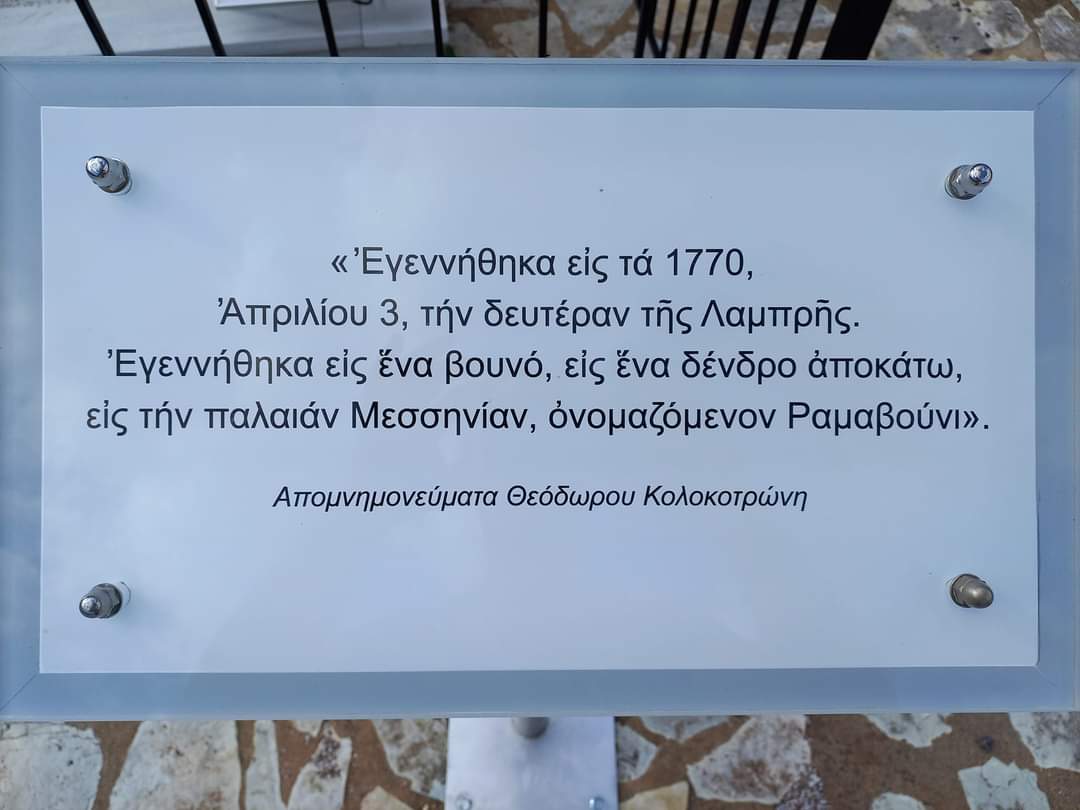 «Ἐγεννήθηκα εἰς τά 1770,
Ἀπριλίου 3, τήν δευτέραν τῆς Λαμπρῆς.
Ἐγεννήθηκα εἰς ἕνα βουνό, εἰς ἕνα δένδρο ἀποκάτω,
εἰς τήν παλαιάν Μεσσηνίαν, ὀνομαζόμενον Ραμαβούνι».
Απομνημονεύματα Θεόδωρου Κολοκοτρώνη